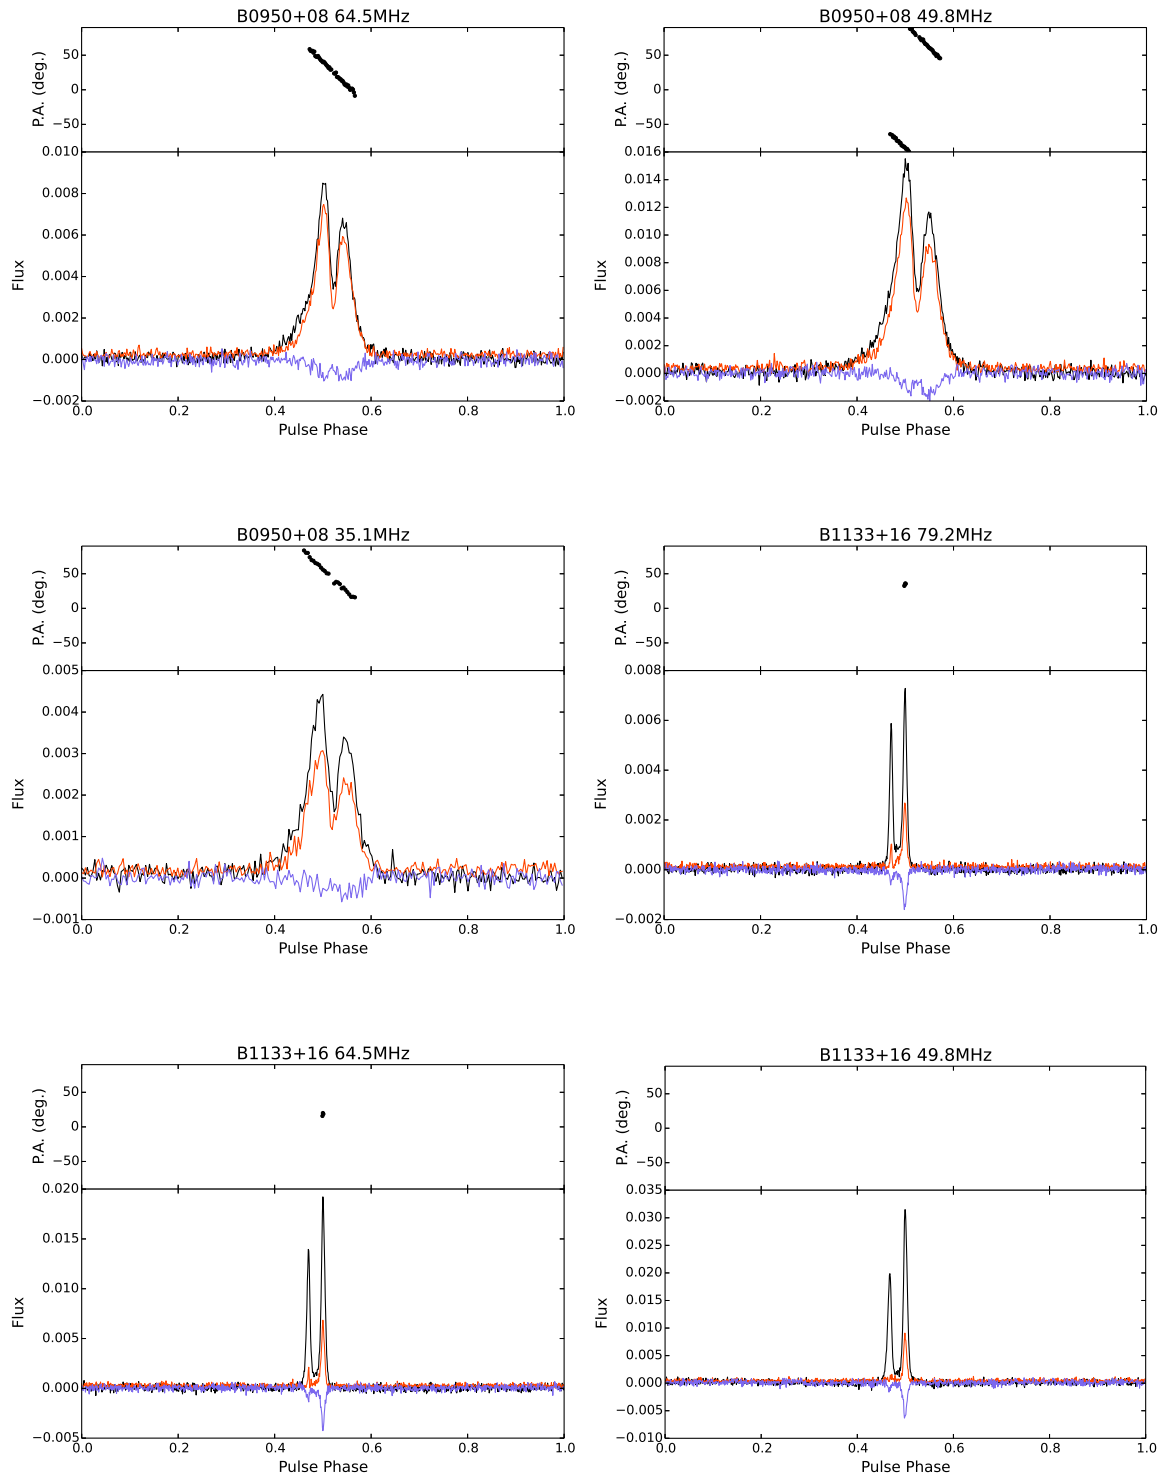 B0950+08 64.5MHz
P.A. (deg.)
50
0
−50
0.010
0.008
0.006
0.004
0.002
0.000
−0.002
Flux
0.0 0.2 0.4 0.6 0.8 1.0
Pulse Phase
B0950+08 49.8MHz
P.A. (deg.)
50
0
−50
0.016
0.014
0.012
0.010
0.008
0.006
0.004
0.002
0.000
−0.002
Flux
0.0 0.2 0.4 0.6 0.8 1.0
Pulse Phase
B0950+08 35.1MHz
P.A. (deg.)
50
0
−50
0.005
0.004
0.003
0.002
0.001
0.000
−0.001
Flux
0.0 0.2 0.4 0.6 0.8 1.0
Pulse Phase
B1133+16 79.2MHz
P.A. (deg.)
50
0
−50
0.008
0.006
0.004
0.002
0.000
−0.002
Flux
0.0 0.2 0.4 0.6 0.8 1.0
Pulse Phase
B1133+16 64.5MHz
P.A. (deg.)
50
0
−50
0.020
0.015
0.010
0.005
0.000
−0.005
Flux
0.0 0.2 0.4 0.6 0.8 1.0
Pulse Phase
B1133+16 49.8MHz
P.A. (deg.)
50
0
−50
0.035
0.030
0.025
0.020
0.015
0.010
0.005
0.000
−0.005
−0.010
Flux
0.0 0.2 0.4 0.6 0.8 1.0
Pulse Phase